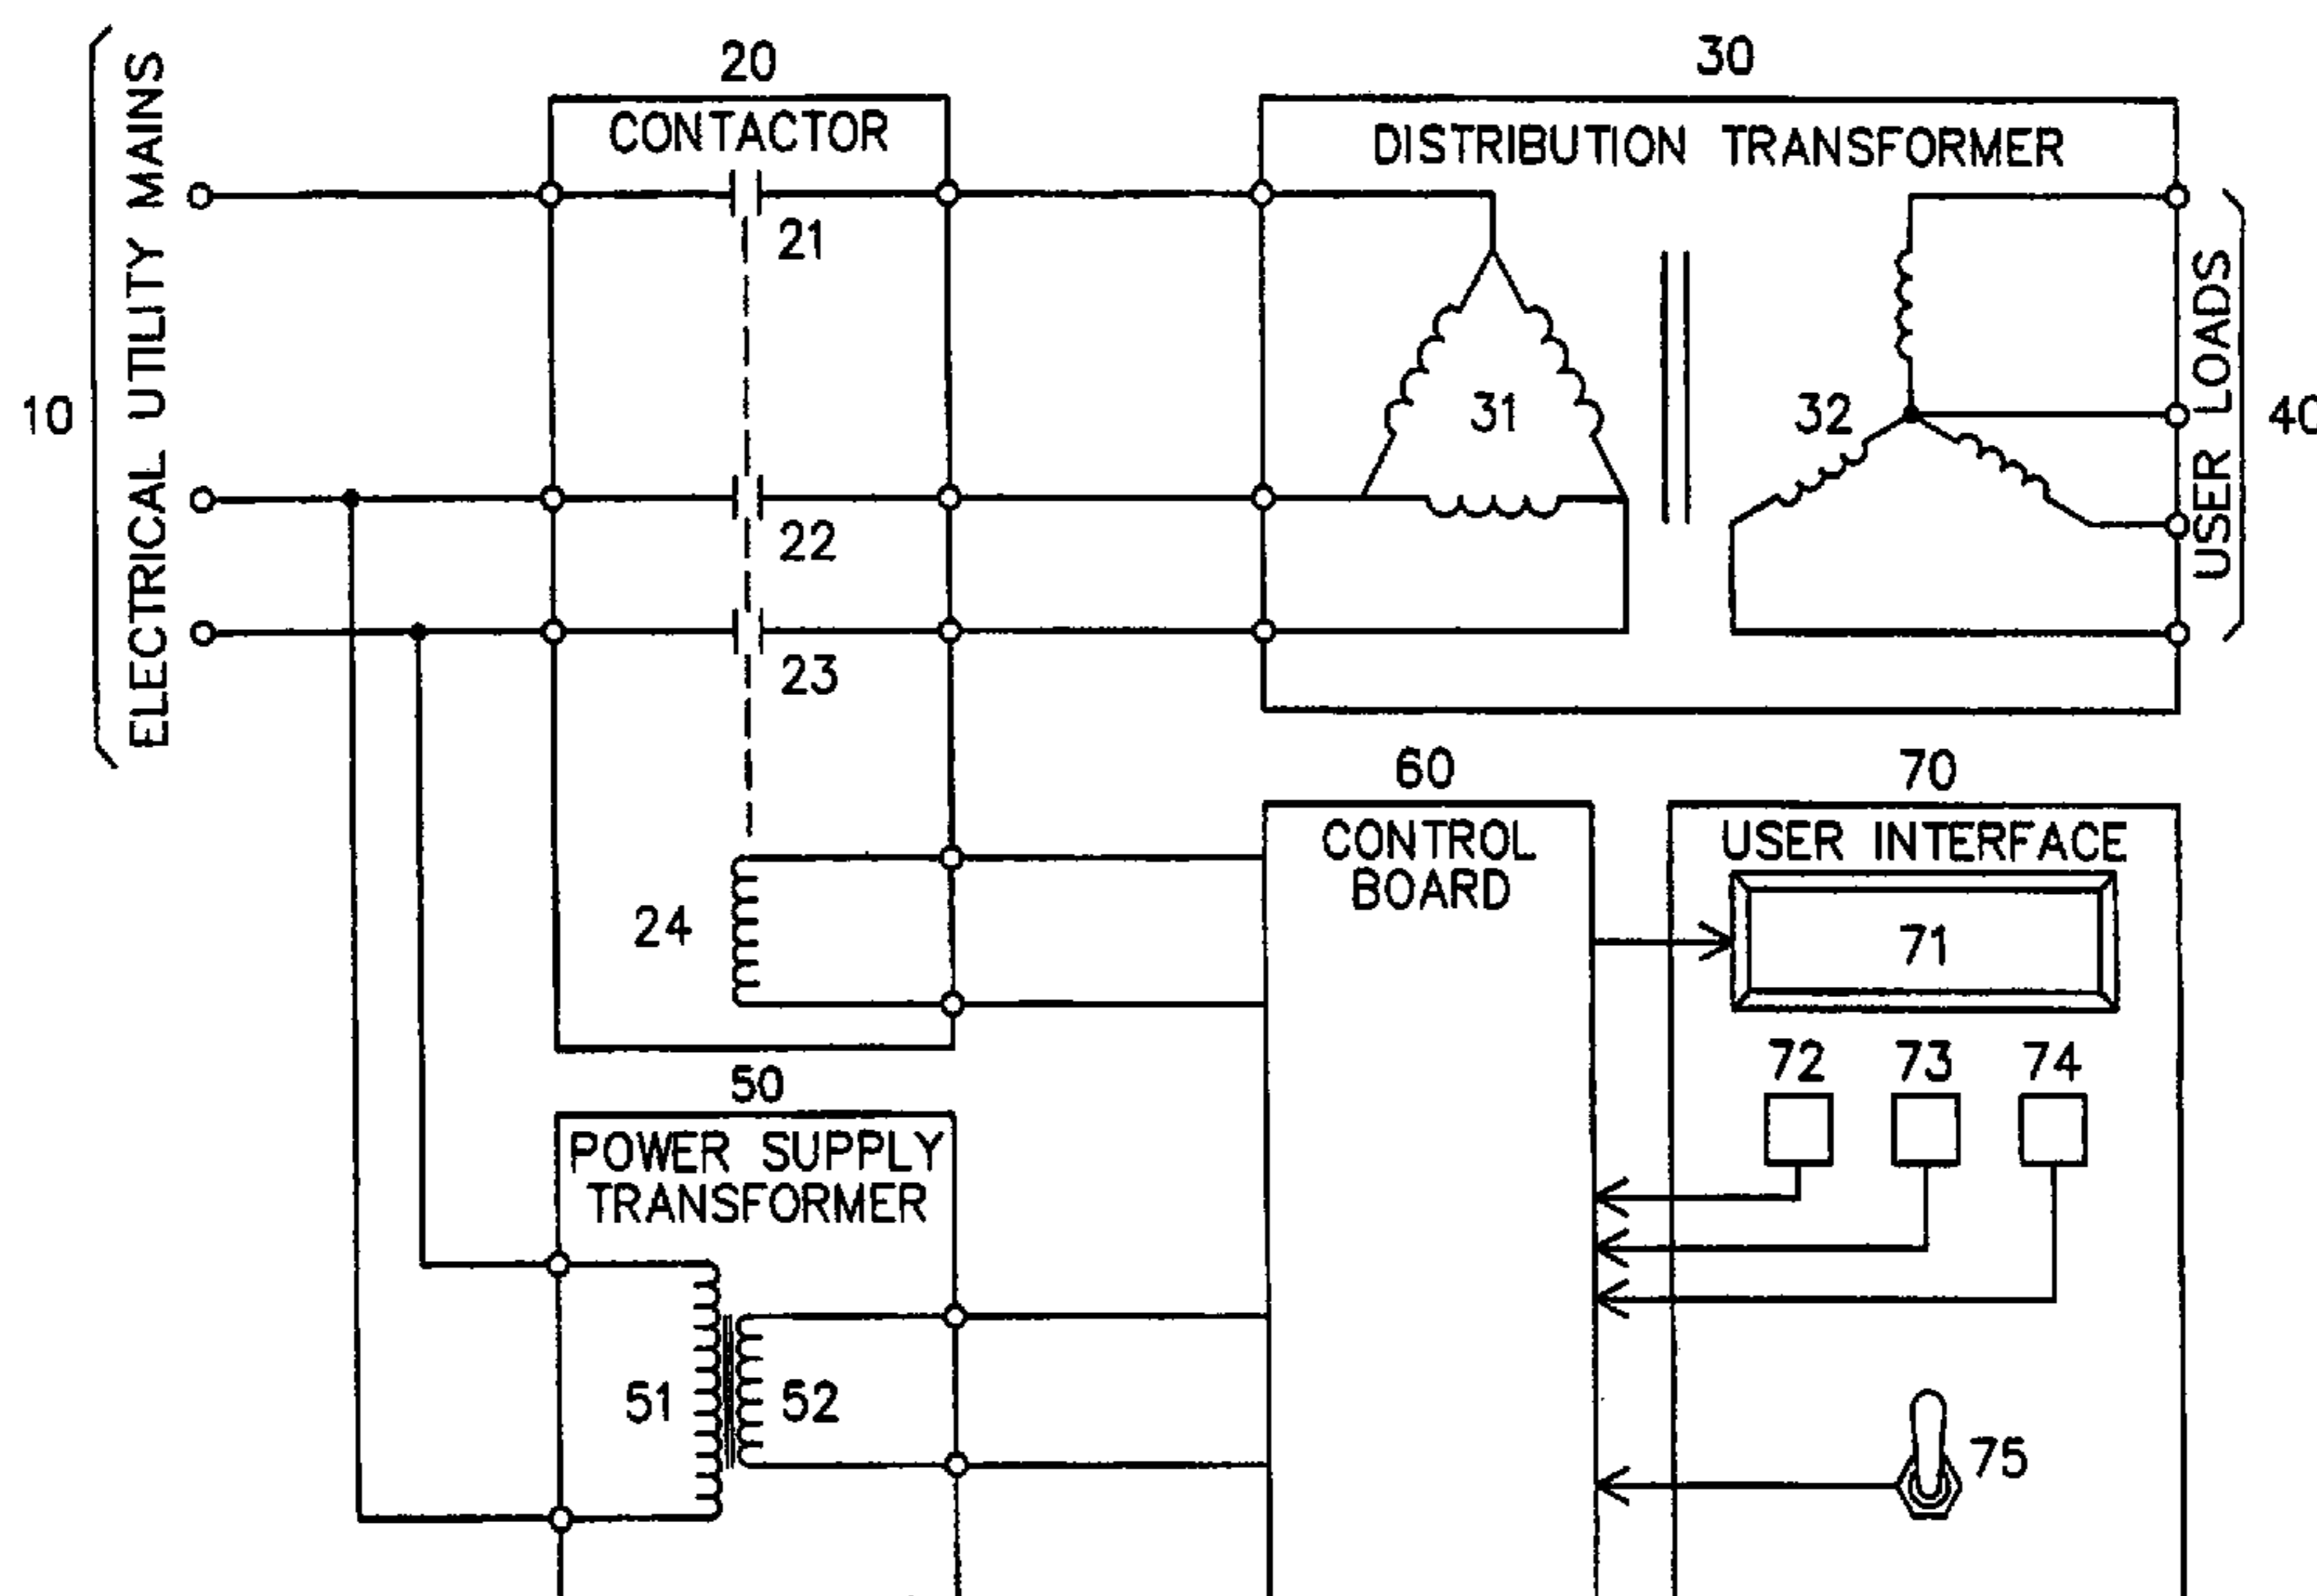 20
CONTACTOR
30
DISTRIBUTION TRANSFORMER
10
ELECTRICAL UTILITY MAINS
21
22
23
24
31
32
USER LOADS
40
60
CONTROL
BOARD
70
USER INTERFACE
71
72 73 74
75
50
POWER SUPPLY
TRANSFORMER
51
52